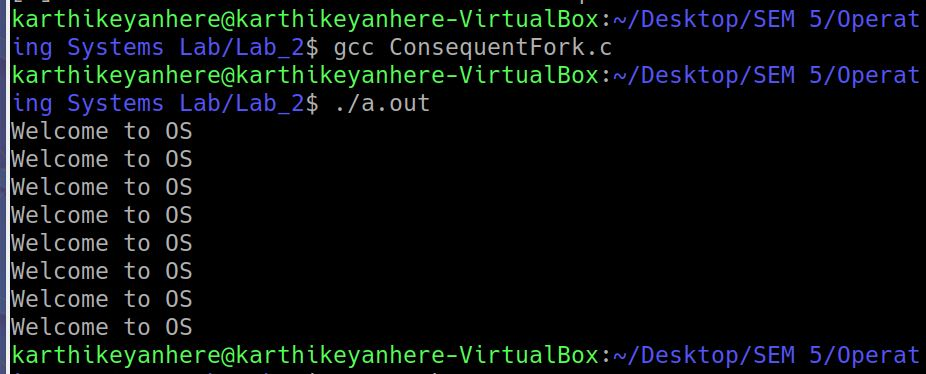 karthikeyanhere@karthikeyanhere-VirtualBox:~/Desktop/SEM 5/Operat
ing Systems Lab/Lab_2$ gcc ConsequentFork.c
karthikeyanhere@karthikeyanhere-VirtualBox:~/Desktop/SEM 5/Operat
ing Systems Lab/Lab_2$ ./a.out
Welcome to OS
Welcome to OS
Welcome to OS
Welcome to OS
Welcome to OS
Welcome to OS
Welcome to OS
Welcome to OS
karthikeyanhere@karthikeyanhere-VirtualBox:~/Desktop/SEM 5/Operat